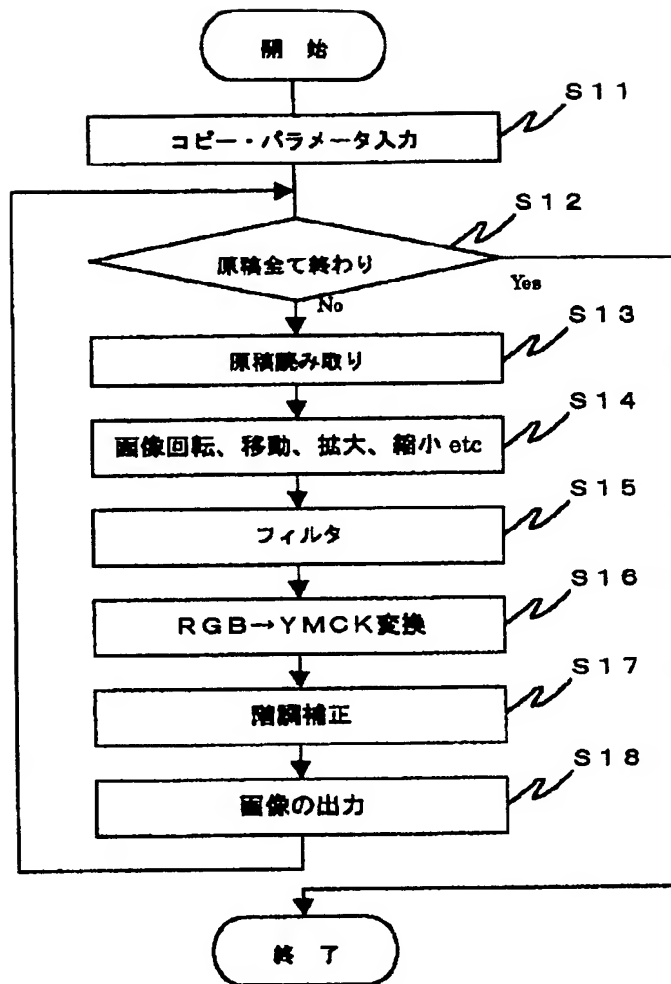 開 始
S11
コピー・パラメータ入力
S12
原稿全て終わり
Yes
No
S13
原稿読み取り
S14
画像回転、移動、拡大、縮小 etc
S15
フィルタ
S16
RGB→YMCK変換
S17
階調補正
S18
画像の出力
終 了